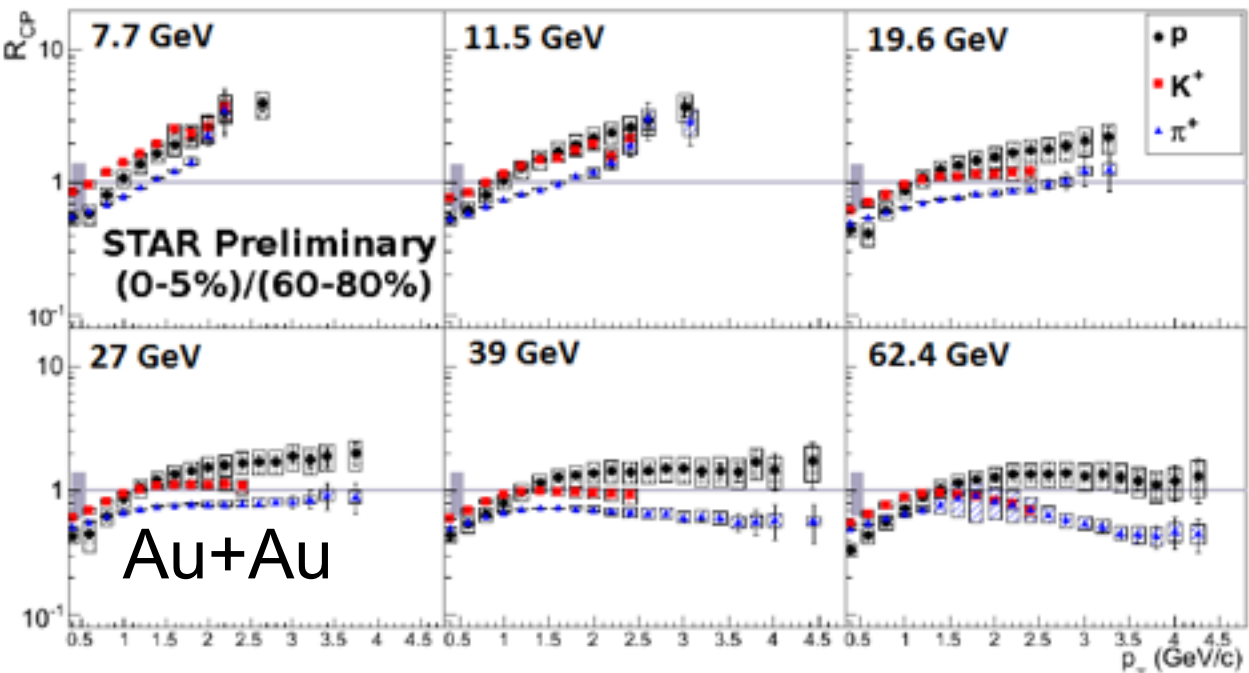 R_CP
7.7 GeV
11.5 GeV
19.6 GeV
p
K⁺
π⁺
10
1
10⁻¹
STAR Preliminary
(0-5%)/(60-80%)
27 GeV
39 GeV
62.4 GeV
10
1
10⁻¹
Au+Au
0.5 1 1.5 2 2.5 3 3.5 4 4.5 0.5 1 1.5 2 2.5 3 3.5 4 4.5 0.5 1 1.5 2 2.5 3 3.5 4 4.5
(GeV/c)